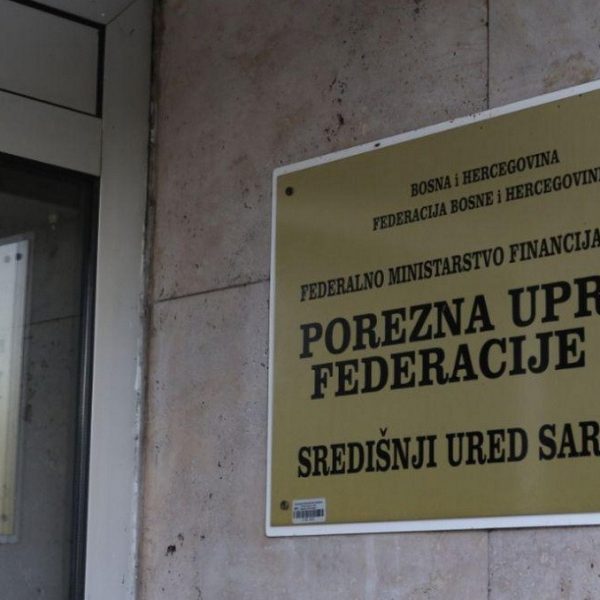 BOSNA i HERCEGOVINA
FEDERACIJA BOSNE i HERCEGOVIN
FEDERALNO MINISTARSTVO FINANCIJA
POREZNA UPR
FEDERACIJE
SREDIŠNJI URED SAR